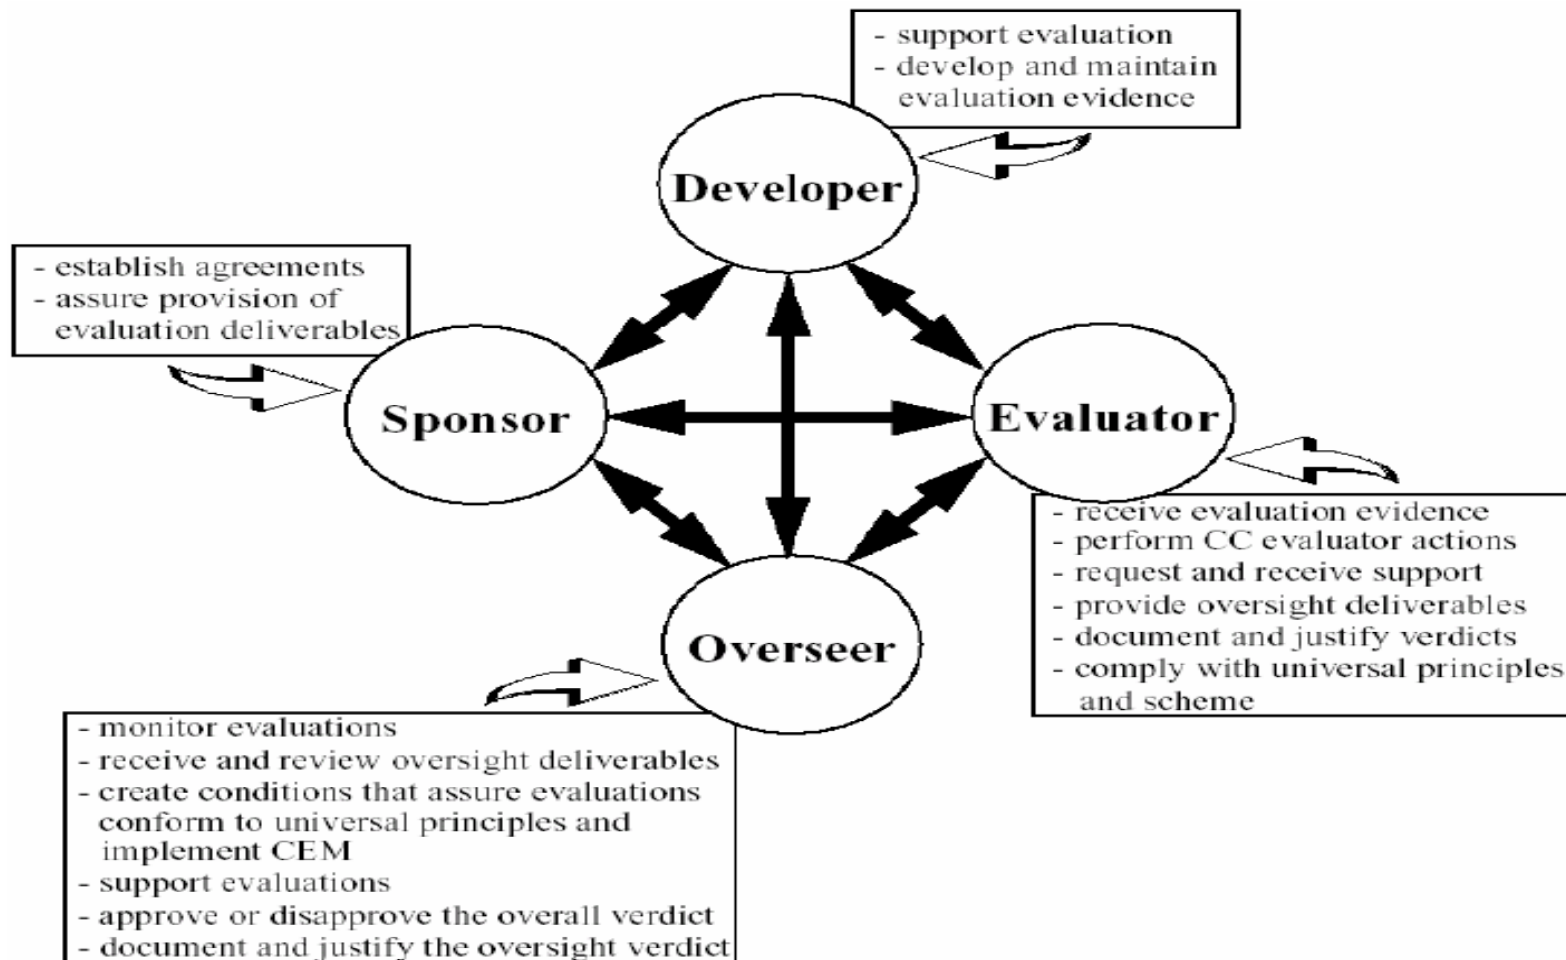 - support evaluation
- develop and maintain
evaluation evidence
Developer
- establish agreements
- assure provision of
evaluation deliverables
Sponsor
Evaluator
- receive evaluation evidence
- perform CC evaluator actions
- request and receive support
- provide oversight deliverables
- document and justify verdicts
- comply with universal principles
and scheme
Overseer
- monitor evaluations
- receive and review oversight deliverables
- create conditions that assure evaluations
conform to universal principles and
implement CEM
- support evaluations
- approve or disapprove the overall verdict
- document and justify the oversight verdict